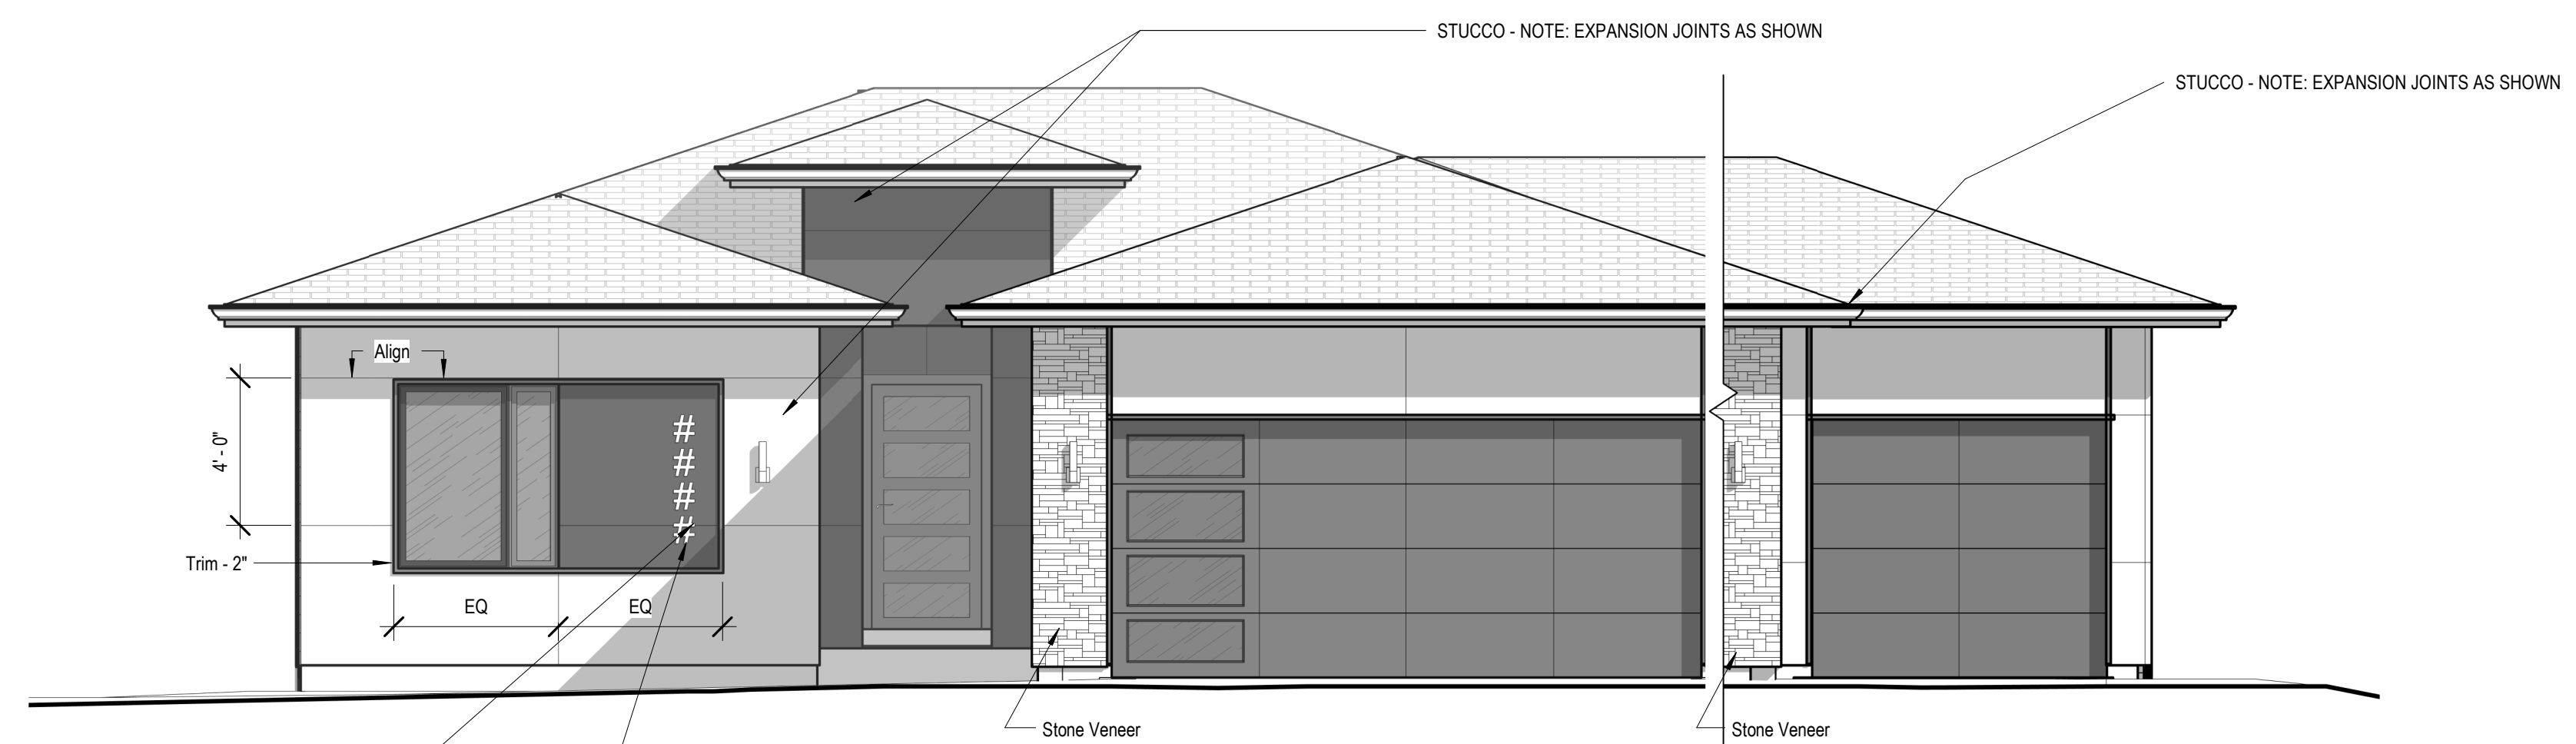 STUCCO - NOTE: EXPANSION JOINTS AS SHOWN
STUCCO - NOTE: EXPANSION JOINTS AS SHOWN
Align
4' - 0"
#
#
#
#
Trim - 2"
EQ
EQ
Stone Veneer
Stone Veneer